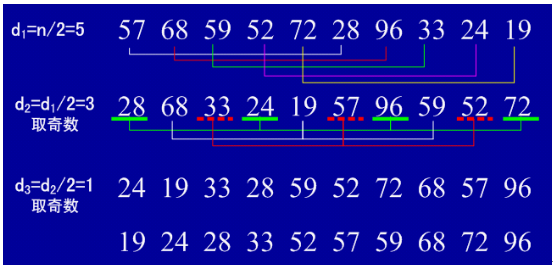 d₁=n/2=5 57 68 59 52 72 28 96 33 24 19
d₂=d₁/2=3 28 68 33 24 19 57 96 59 52 72
取奇数
d₃=d₂/2=1 24 19 33 28 59 52 72 68 57 96
取奇数
19 24 28 33 52 57 59 68 72 96